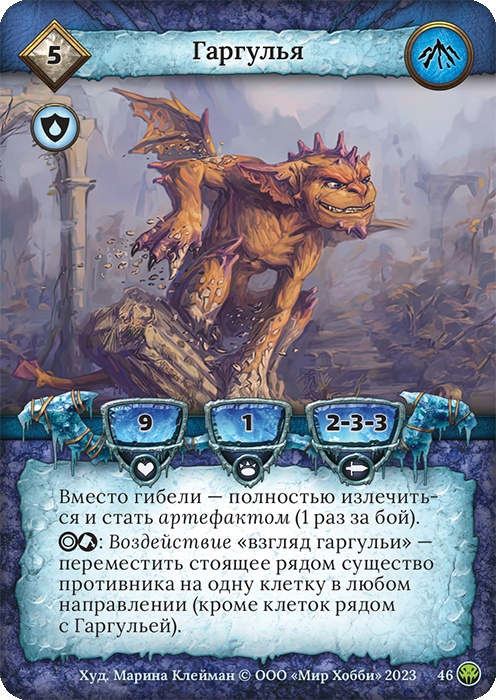 Гаргулья
5
9
1
2-3-3
Вместо гибели — полностью излечить-
ся и стать артефактом (1 раз за бой).
: Воздействие «взгляд гаргульи» —
переместить стоящее рядом существо
противника на одну клетку в любом
направлении (кроме клеток рядом
с Гаргульей).
Худ. Марина Клейман © ООО «Мир Хобби» 2023
46